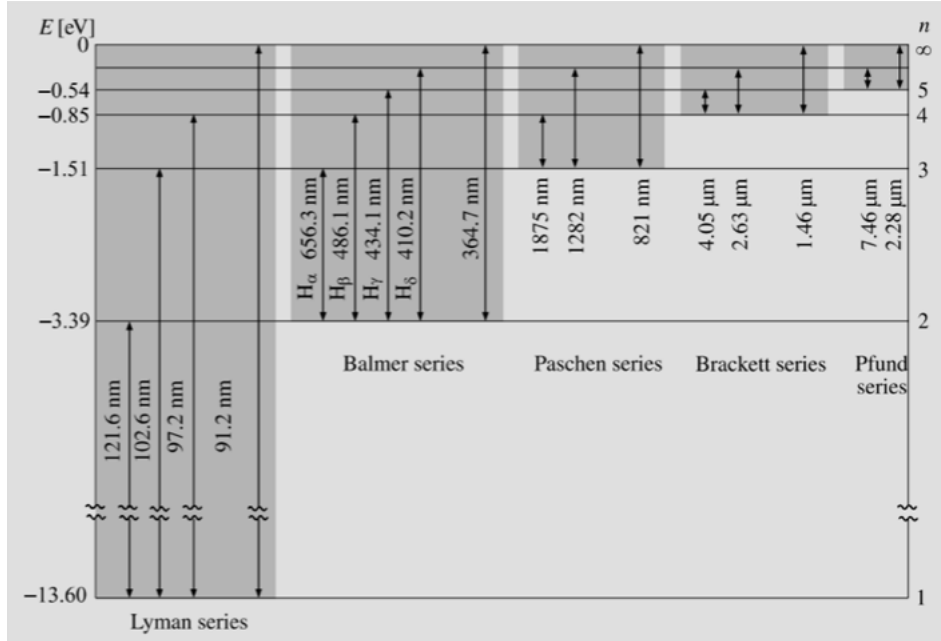 E [eV]
n
0
∞
−0.54
5
−0.85
4
−1.51
3
Hα 656.3 nm
Hβ 486.1 nm
Hγ 434.1 nm
Hδ 410.2 nm
364.7 nm
1875 nm
1282 nm
821 nm
4.05 μm
2.63 μm
1.46 μm
7.46 μm
2.28 μm
−3.39
2
Balmer series
Paschen series
Brackett series
Pfund
series
121.6 nm
102.6 nm
97.2 nm
91.2 nm
−13.60
1
Lyman series